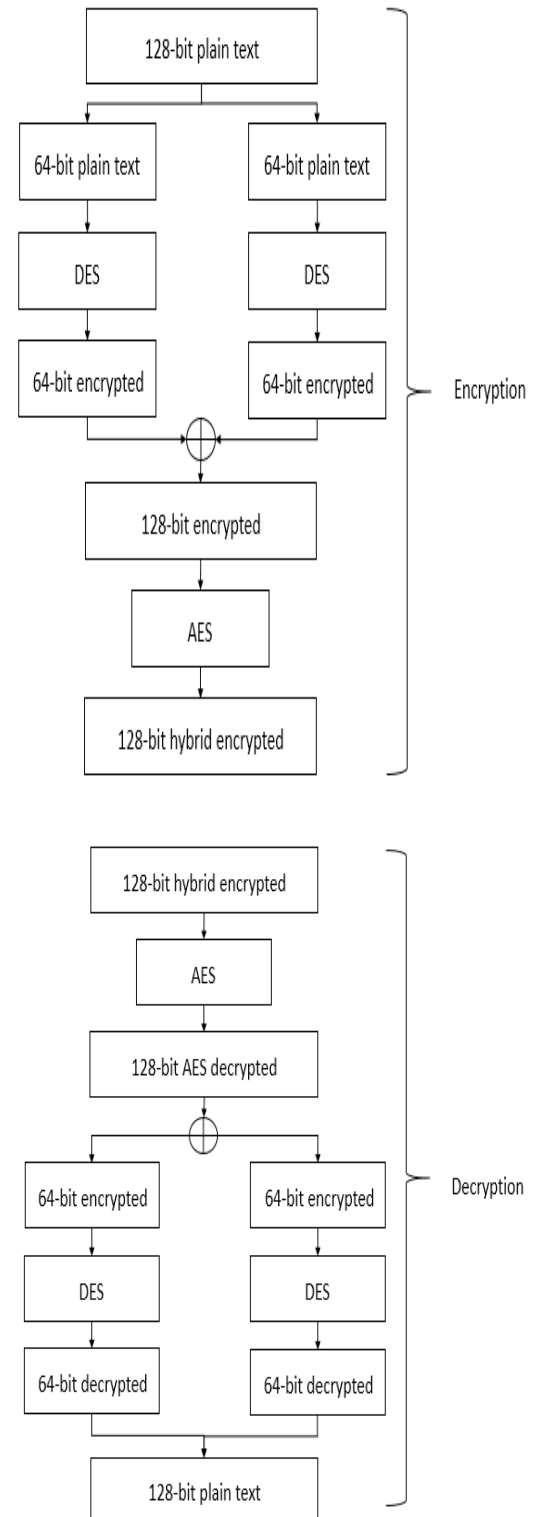 128-bit plain text
64-bit plain text
64-bit plain text
DES
DES
64-bit encrypted
64-bit encrypted
Encryption
128-bit encrypted
AES
128-bit hybrid encrypted
128-bit hybrid encrypted
AES
128-bit AES decrypted
64-bit encrypted
64-bit encrypted
Decryption
DES
DES
64-bit decrypted
64-bit decrypted
128-bit plain text